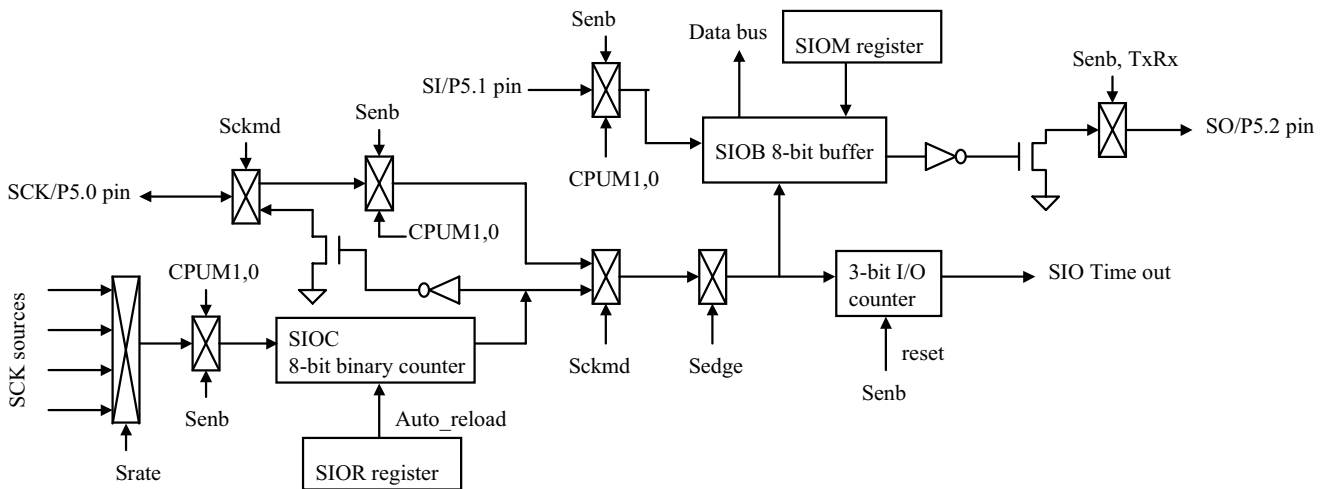 Senb
Data bus
SIOM register
Senb, TxRx
SI/P5.1 pin
Sckmd
Senb
SIOB 8-bit buffer
SO/P5.2 pin
CPUM1,0
SCK/P5.0 pin
CPUM1,0
CPUM1,0
3-bit I/O
counter
SIO Time out
SCK sources
SIOC
8-bit binary counter
Sckmd
Sedge
reset
Senb
Senb
Auto_reload
Srate
SIOR register